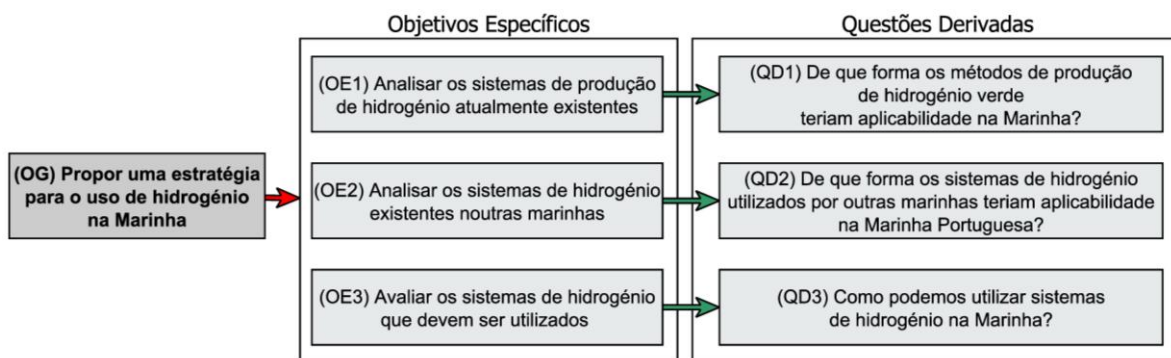 Objetivos Específicos
Questões Derivadas
(OG) Propor uma estratégia
para o uso de hidrogénio
na Marinha
(OE1) Analisar os sistemas de produção
de hidrogénio atualmente existentes
(QD1) De que forma os métodos de produção
de hidrogénio verde
teriam aplicabilidade na Marinha?
(OE2) Analisar os sistemas de hidrogénio
existentes noutras marinhas
(QD2) De que forma os sistemas de hidrogénio
utilizados por outras marinhas teriam aplicabilidade
na Marinha Portuguesa?
(OE3) Avaliar os sistemas de hidrogénio
que devem ser utilizados
(QD3) Como podemos utilizar sistemas
de hidrogénio na Marinha?